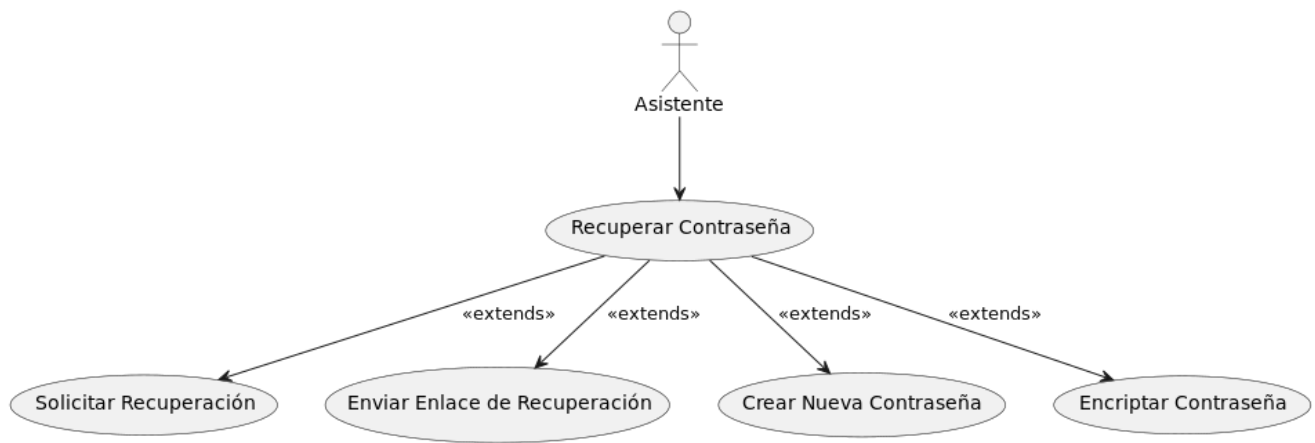 Asistente
Recuperar Contraseña
«extends»
«extends»
«extends»
«extends»
Solicitar Recuperación
Enviar Enlace de Recuperación
Crear Nueva Contraseña
Encriptar Contraseña